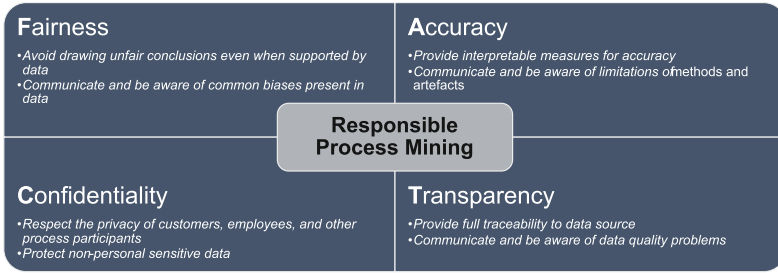 Fairness
•Avoid drawing unfair conclusions even when supported by
data
•Communicate and be aware of common biases present in
data
Accuracy
•Provide interpretable measures for accuracy
•Communicate and be aware of limitations ofmethods and
artefacts
Responsible
Process Mining
Confidentiality
•Respect the privacy of customers, employees, and other
process participants
•Protect non-personal sensitive data
Transparency
•Provide full traceability to data source
•Communicate and be aware of data quality problems